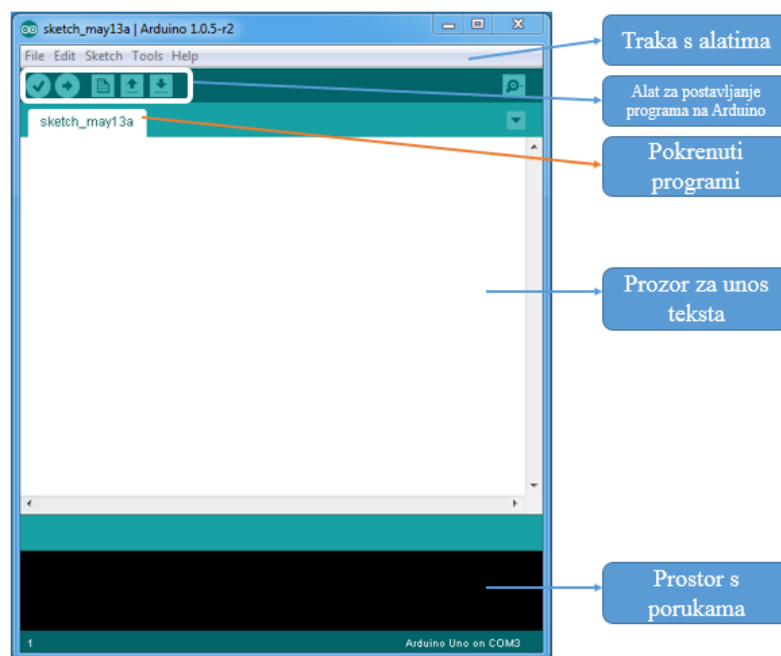 sketch_may13a | Arduino 1.0.5-r2
File Edit Sketch Tools Help
sketch_may13a
1
Arduino Uno on COM3
Traka s alatima
Alat za postavljanje
programa na Arduino
Pokrenuti
programi
Prozor za unos
teksta
Prostor s
porukama